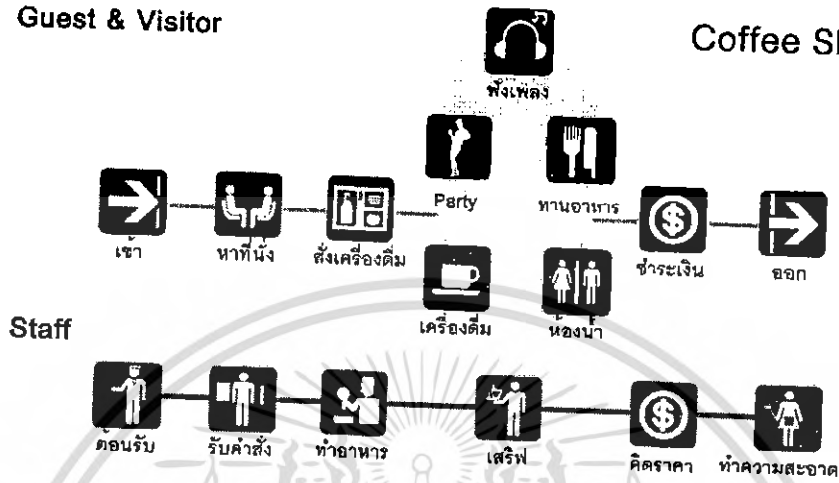 Guest & Visitor
Coffee
ฟังเพลง
Party
ทานอาหาร
เข้า
หาที่นั่ง
สั่งเครื่องดื่ม
ชำระเงิน
ออก
เครื่องดื่ม
ห้องน้ำ
Staff
ต้อนรับ
รับคำสั่ง
ทำอาหาร
เสริฟ
คิดราคา
ทำความสะอาด